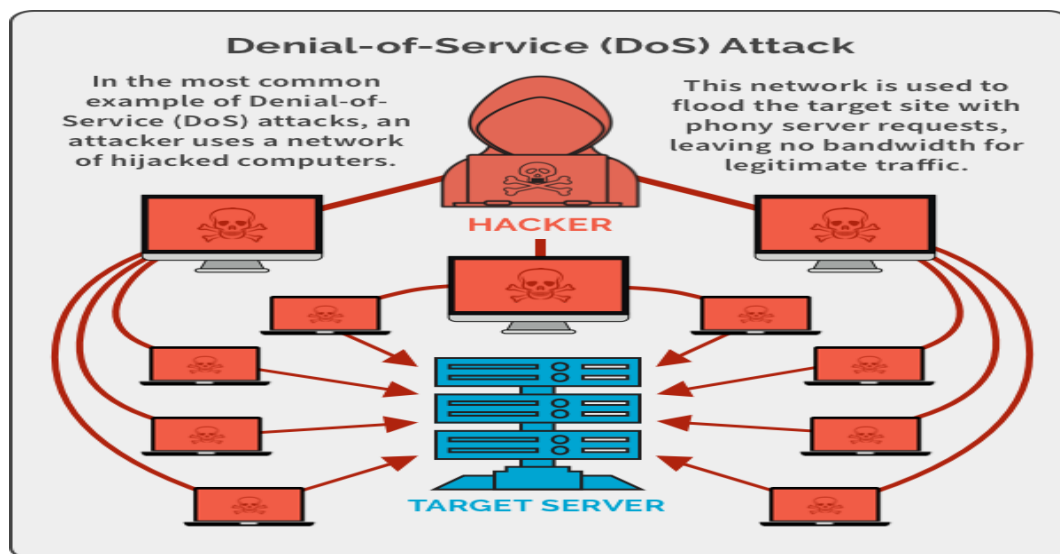 Denial-of-Service (DoS) Attack
In the most common
example of Denial-of-
Service (DoS) attacks, an
attacker uses a network
of hijacked computers.
This network is used to
flood the target site with
phony server requests,
leaving no bandwidth for
legitimate traffic.
HACKER
TARGET SERVER